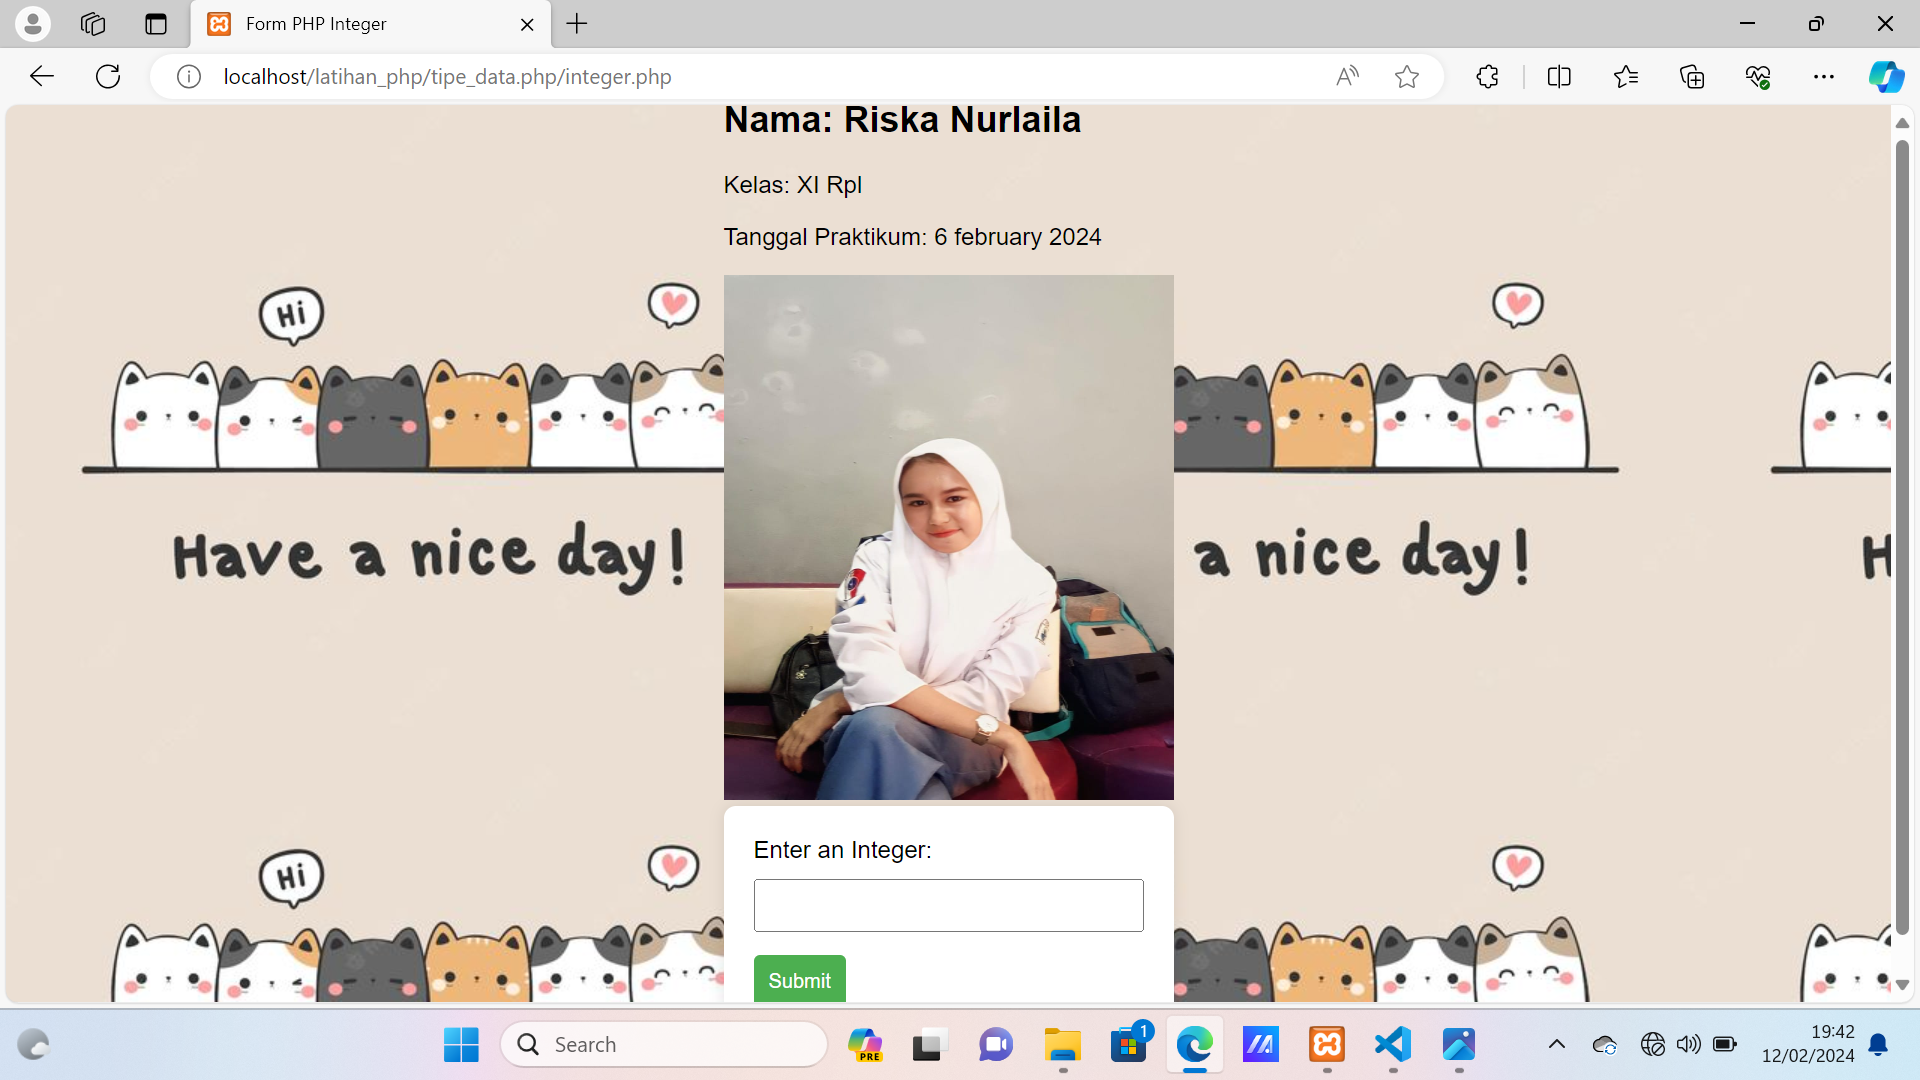 Form PHP Integer
localhost/latihan_php/tipe_data.php/integer.php
Nama: Riska Nurlaila
Kelas: XI Rpl
Tanggal Praktikum: 6 february 2024
Hi
Have a nice day!
a nice day!
H
Enter an Integer:
Hi
Submit
Search
PRE
1
19:42
12/02/2024